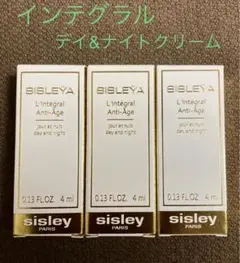 インテグラル
デイ&ナイトクリーム
SISLEŸA
L'Intégral
Anti-Âge
jour et nuit
day and night
0.13 FL.OZ. 4 ml
sisley
PARIS
SISLEŸA
L'Intégral
Anti-Âge
jour et nuit
day and night
0.13 FL.OZ. 4 ml
sisley
PARIS
SISLEŸA
L'Intégral
Anti-Âge
jour et nuit
day and night
0.13 FL.OZ. 4 ml
sisley
PARIS